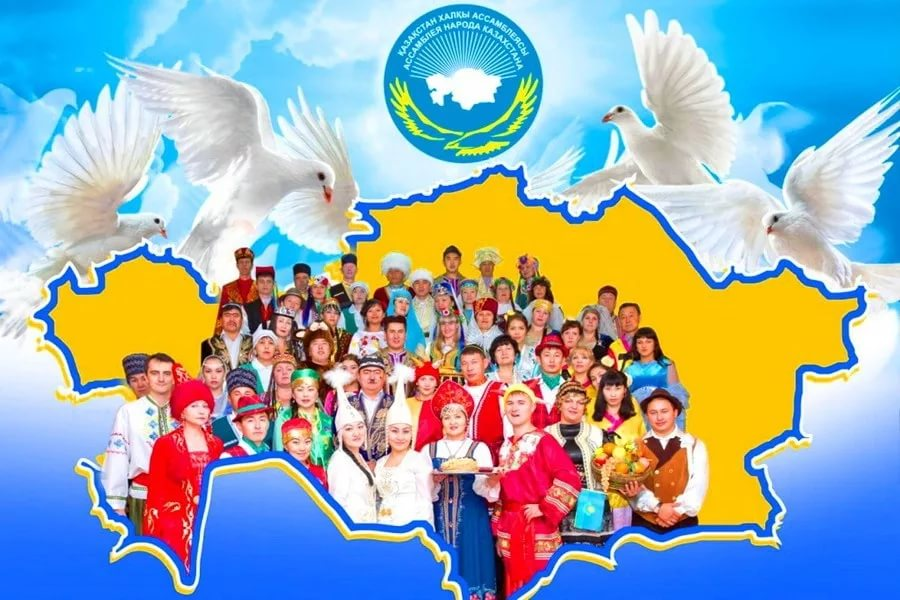 ҚАЗАҚСТАН ХАЛҚЫ АССАМБЛЕЯСЫ
АССАМБЛЕЯ НАРОДА КАЗАХСТАНА